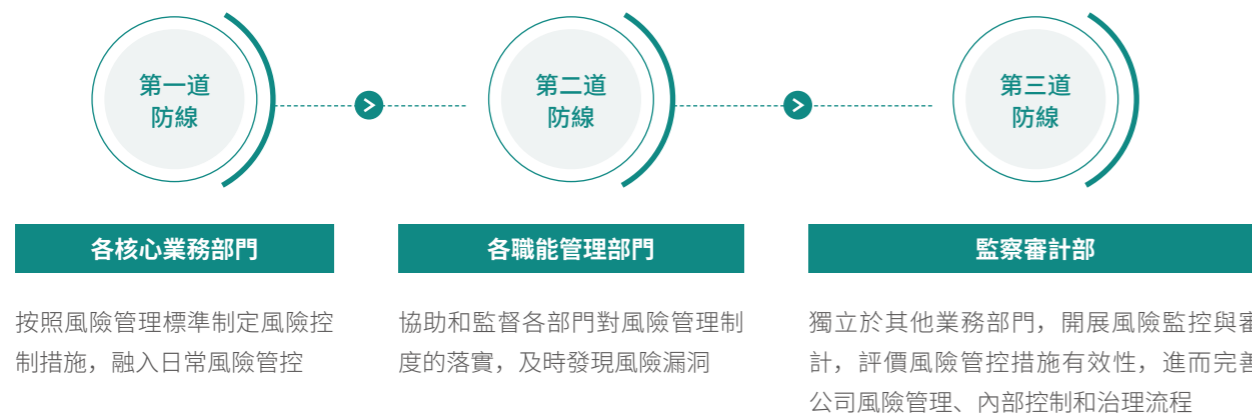 第一道
防線
第二道
防線
第三道
防線
各核心業務部門
各職能管理部門
監察審計部
按照風險管理標準制定風險控
制措施，融入日常風險管控
協助和監督各部門對風險管理制
度的落實，及時發現風險漏洞
獨立於其他業務部門，開展風險監控與審
計，評價風險管控措施有效性，進而完善
公司風險管理、內部控制和治理流程